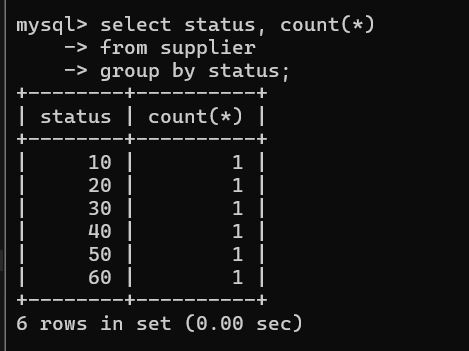 mysql> select status, count(*)
    -> from supplier
    -> group by status;
+--------+----------+
| status | count(*) |
+--------+----------+
|     10 |        1 |
|     20 |        1 |
|     30 |        1 |
|     40 |        1 |
|     50 |        1 |
|     60 |        1 |
+--------+----------+
6 rows in set (0.00 sec)